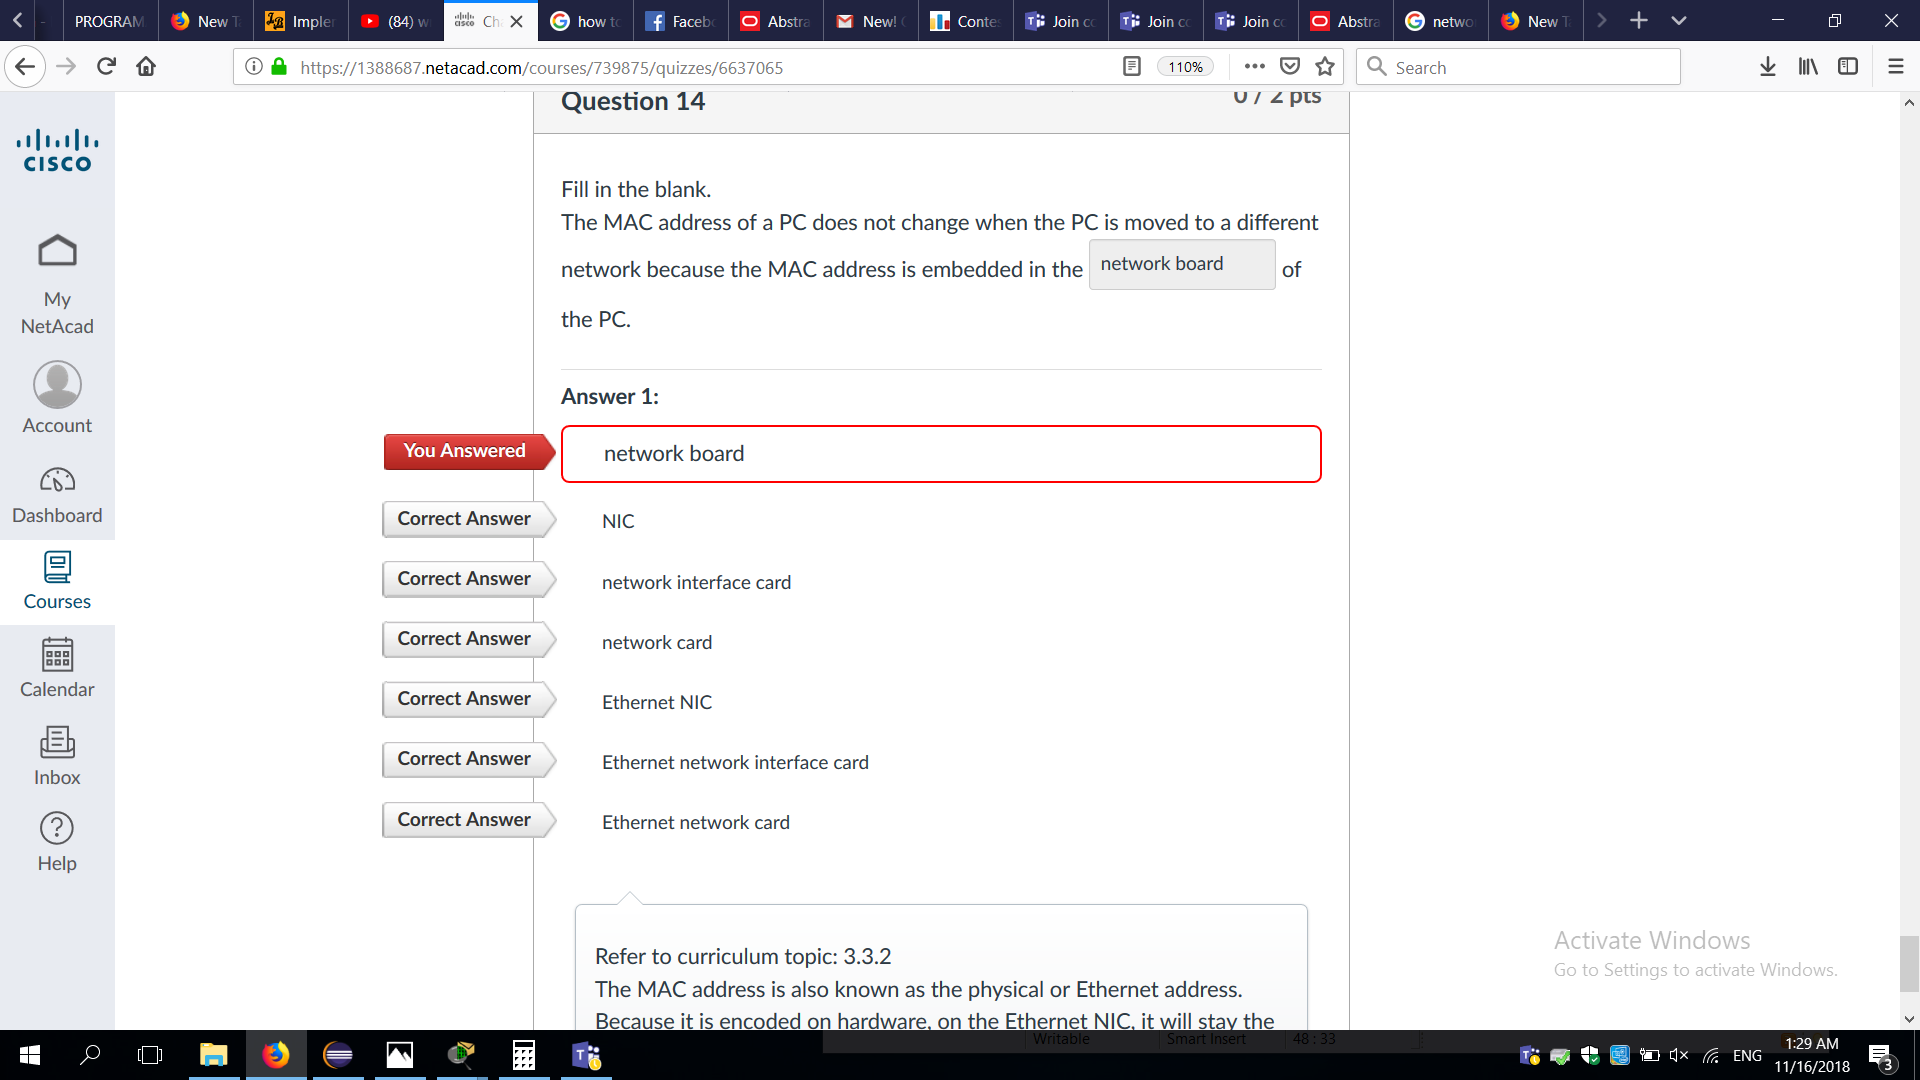 PROGRAM
New T
Impler
(84) w
Ch
how to
Facebo
Abstra
New!
Contes
Join co
Join co
Join co
Abstra
netwo
New T
https://1388687.netacad.com/courses/739875/quizzes/6637065
110%
Search
Question 14
0 / 2 pts
CISCO
My
NetAcad
Account
Dashboard
Courses
Calendar
Inbox
Help
Fill in the blank.
The MAC address of a PC does not change when the PC is moved to a different
network because the MAC address is embedded in the network board of
the PC.
Answer 1:
You Answered network board
Correct Answer NIC
Correct Answer network interface card
Correct Answer network card
Correct Answer Ethernet NIC
Correct Answer Ethernet network interface card
Correct Answer Ethernet network card
Refer to curriculum topic: 3.3.2
The MAC address is also known as the physical or Ethernet address.
Because it is encoded on hardware, on the Ethernet NIC, it will stay the
Activate Windows
Go to Settings to activate Windows.
Writable Smart Insert 48 : 33
ENG
1:29 AM
11/16/2018
3